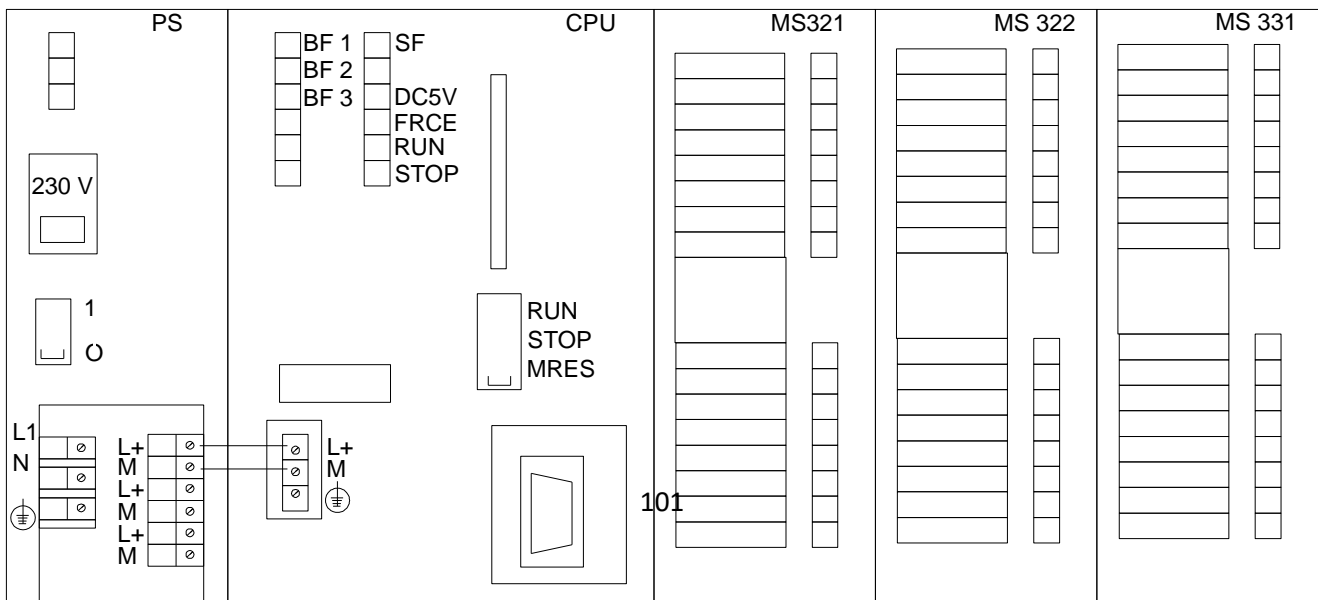 PS
CPU
MS321
MS 322
MS 331
BF 1
BF 2
BF 3
SF
DC5V
FRCE
RUN
STOP
230 V
1
O
RUN
STOP
MRES
L1
N
L+
M
L+
M
L+
M
L+
M
101